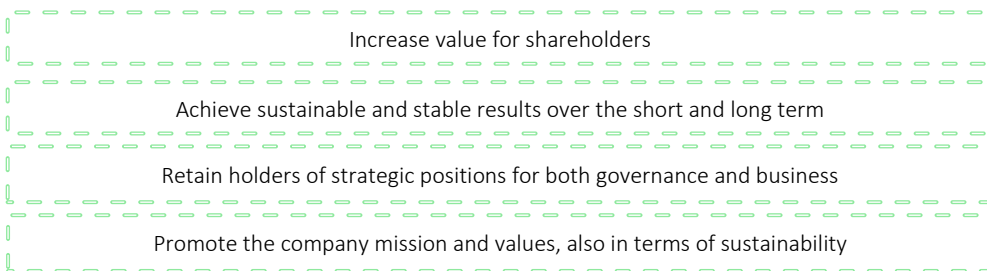 Increase value for shareholders
Achieve sustainable and stable results over the short and long term
Retain holders of strategic positions for both governance and business
Promote the company mission and values, also in terms of sustainability